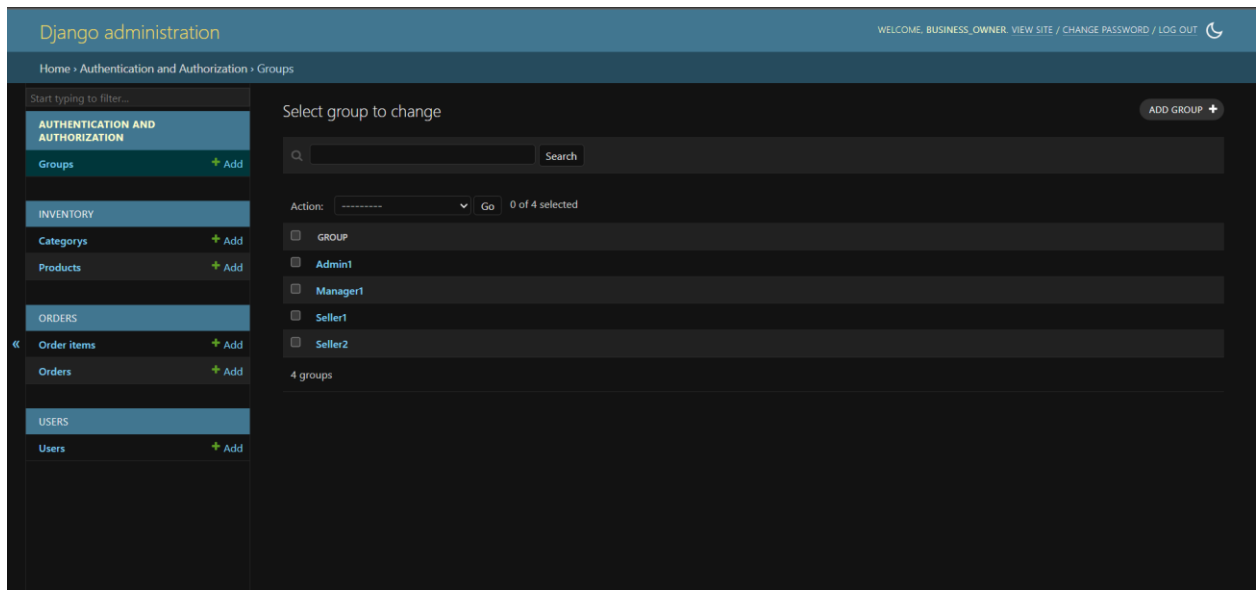 Django administration
WELCOME, BUSINESS_OWNER. VIEW SITE / CHANGE PASSWORD / LOG OUT
Home › Authentication and Authorization › Groups
Start typing to filter...
AUTHENTICATION AND
AUTHORIZATION
Groups + Add
INVENTORY
Categorys + Add
Products + Add
ORDERS
Order items + Add
Orders + Add
USERS
Users + Add
«
Select group to change
ADD GROUP +
Search
Action: --------- Go 0 of 4 selected
GROUP
Admin1
Manager1
Seller1
Seller2
4 groups